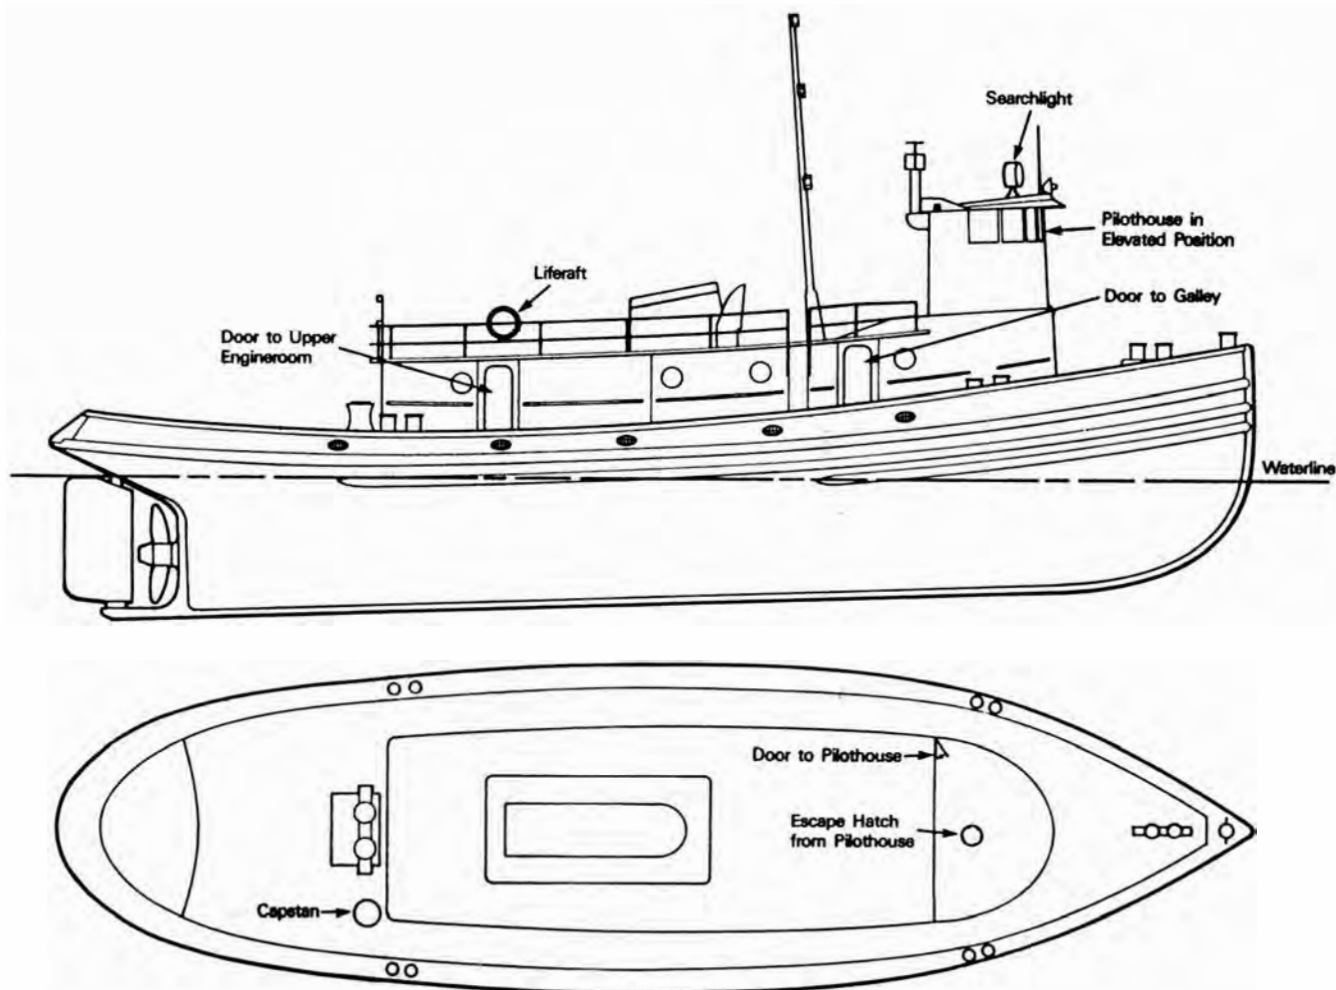 Searchlight
Pilothouse in
Elevated Position
Liferaft
Door to Galley
Door to Upper
Engineroom
Waterline
Door to Pilothouse
Escape Hatch
from Pilothouse
Capstan